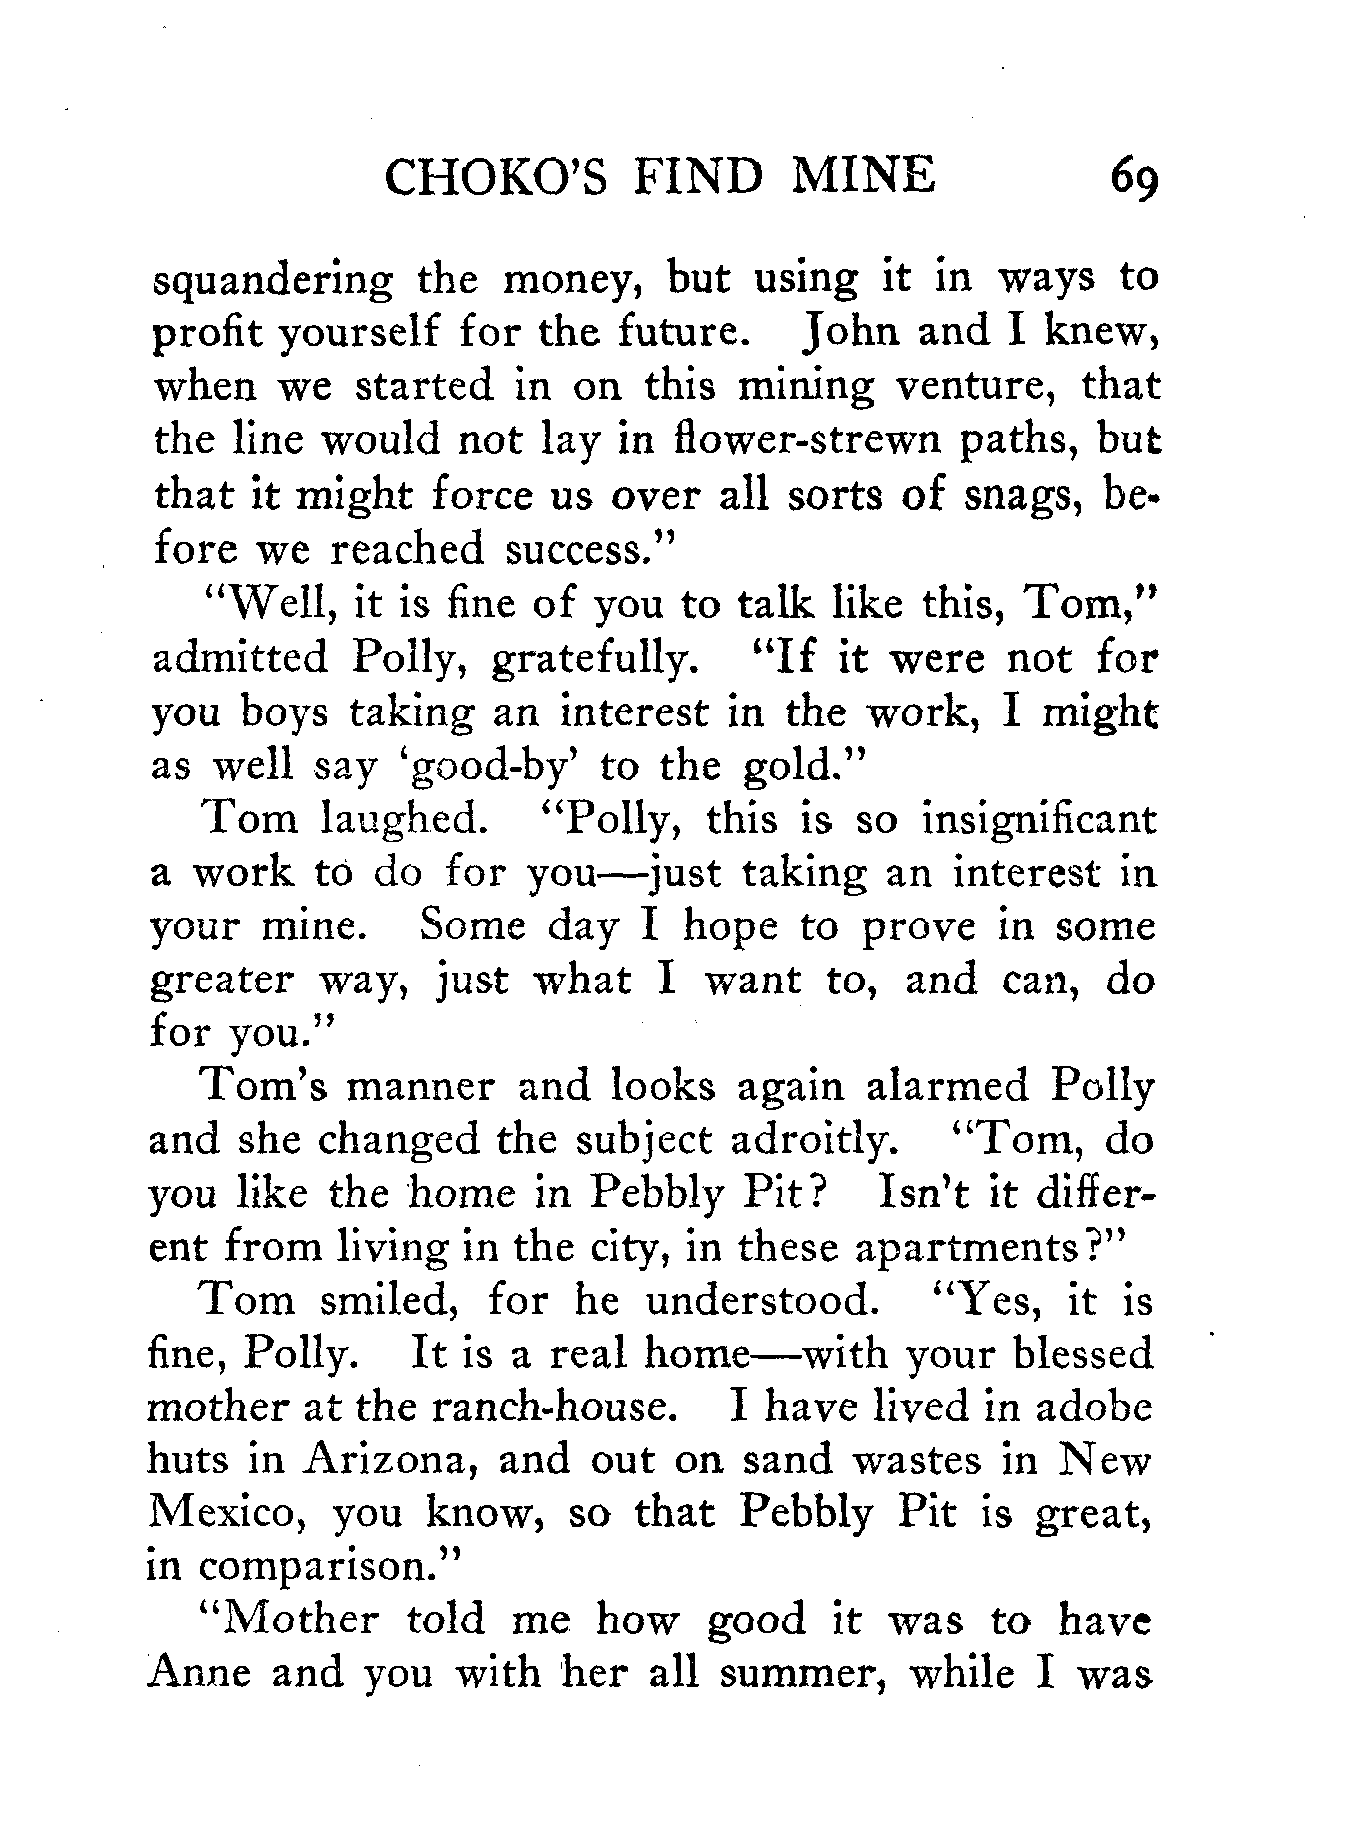 CHOKO'S FIND MINE 69
squandering the money, but using it in ways to
profit yourself for the future. John and I knew,
when we started in on this mining venture, that
the line would not lay in flower-strewn paths, but
that it might force us over all sorts of snags, be-
fore we reached success."
"Well, it is fine of you to talk like this, Tom,"
admitted Polly, gratefully. "If it were not for
you boys taking an interest in the work, I might
as well say 'good-by' to the gold."
Tom laughed. "Polly, this is so insignificant
a work to do for you—just taking an interest in
your mine. Some day I hope to prove in some
greater way, just what I want to, and can, do
for you."
Tom's manner and looks again alarmed Polly
and she changed the subject adroitly. "Tom, do
you like the home in Pebbly Pit? Isn't it differ-
ent from living in the city, in these apartments?"
Tom smiled, for he understood. "Yes, it is
fine, Polly. It is a real home—with your blessed
mother at the ranch-house. I have lived in adobe
huts in Arizona, and out on sand wastes in New
Mexico, you know, so that Pebbly Pit is great,
in comparison."
"Mother told me how good it was to have
Anne and you with her all summer, while I was